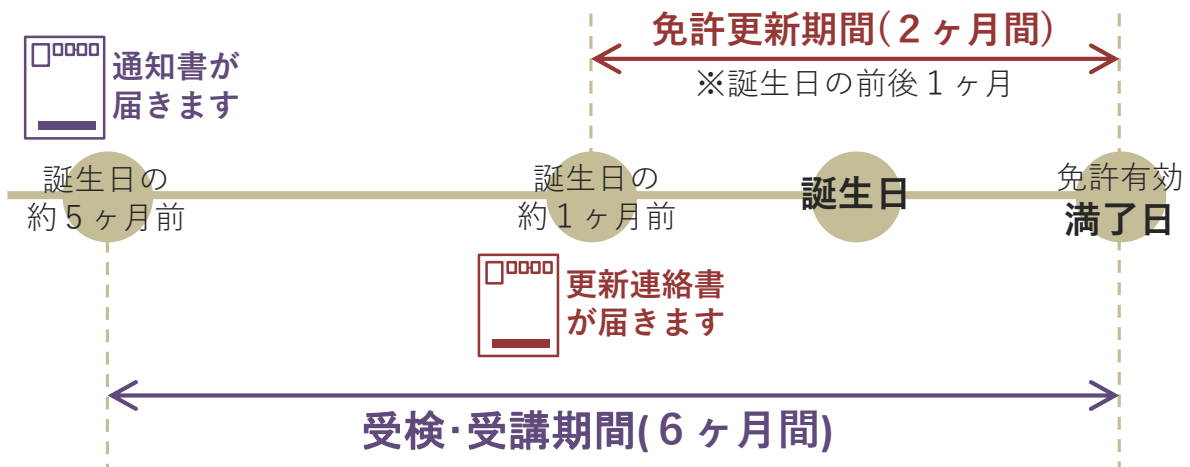 免許更新期間(２ヶ月間)
※誕生日の前後１ヶ月
通知書が
届きます
誕生日の
約５ヶ月前
誕生日の
約１ヶ月前
誕生日
免許有効
満了日
更新連絡書
が届きます
受検･受講期間(６ヶ月間)